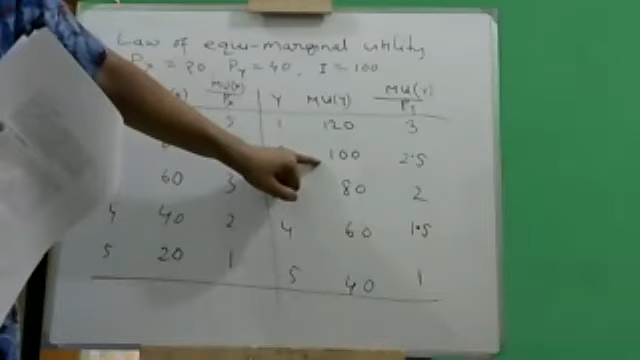 Law of equi-marginal utility
Px = 20, Py = 40, I = 100
MU(x)/Px Y MU(Y) MU(Y)/Py
5 1 120 3
100 2.5
60 3 80 2
4 40 2 4 60 1.5
5 20 1 5 40 1